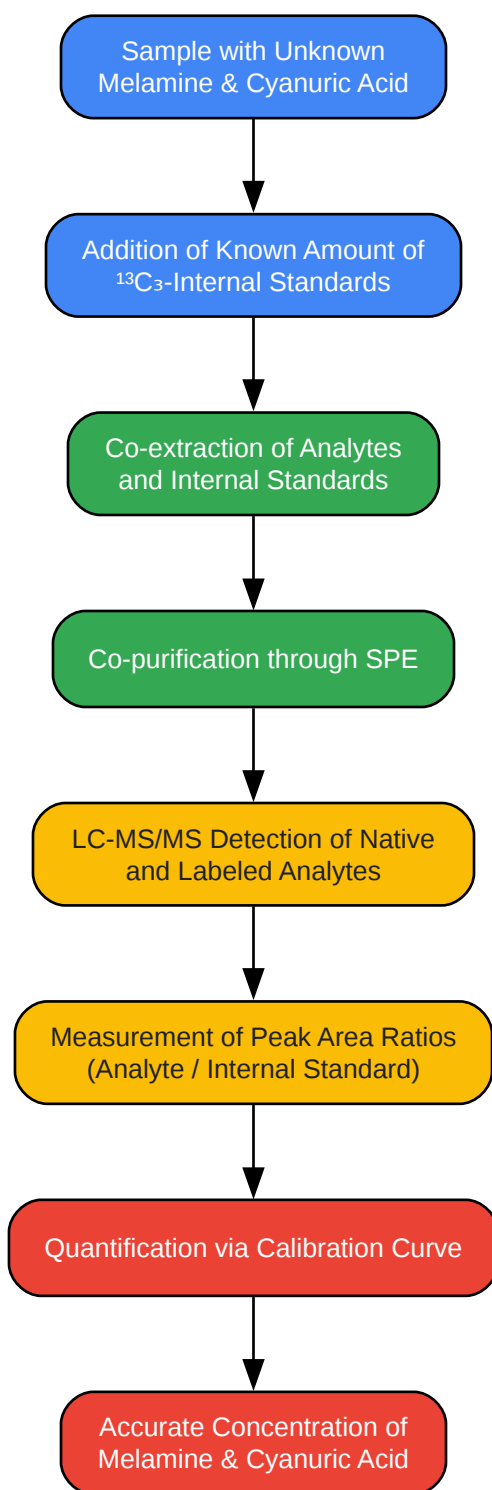 Sample with Unknown
Melamine & Cyanuric Acid
Addition of Known Amount of
¹³C₃-Internal Standards
Co-extraction of Analytes
and Internal Standards
Co-purification through SPE
LC-MS/MS Detection of Native
and Labeled Analytes
Measurement of Peak Area Ratios
(Analyte / Internal Standard)
Quantification via Calibration Curve
Accurate Concentration of
Melamine & Cyanuric Acid